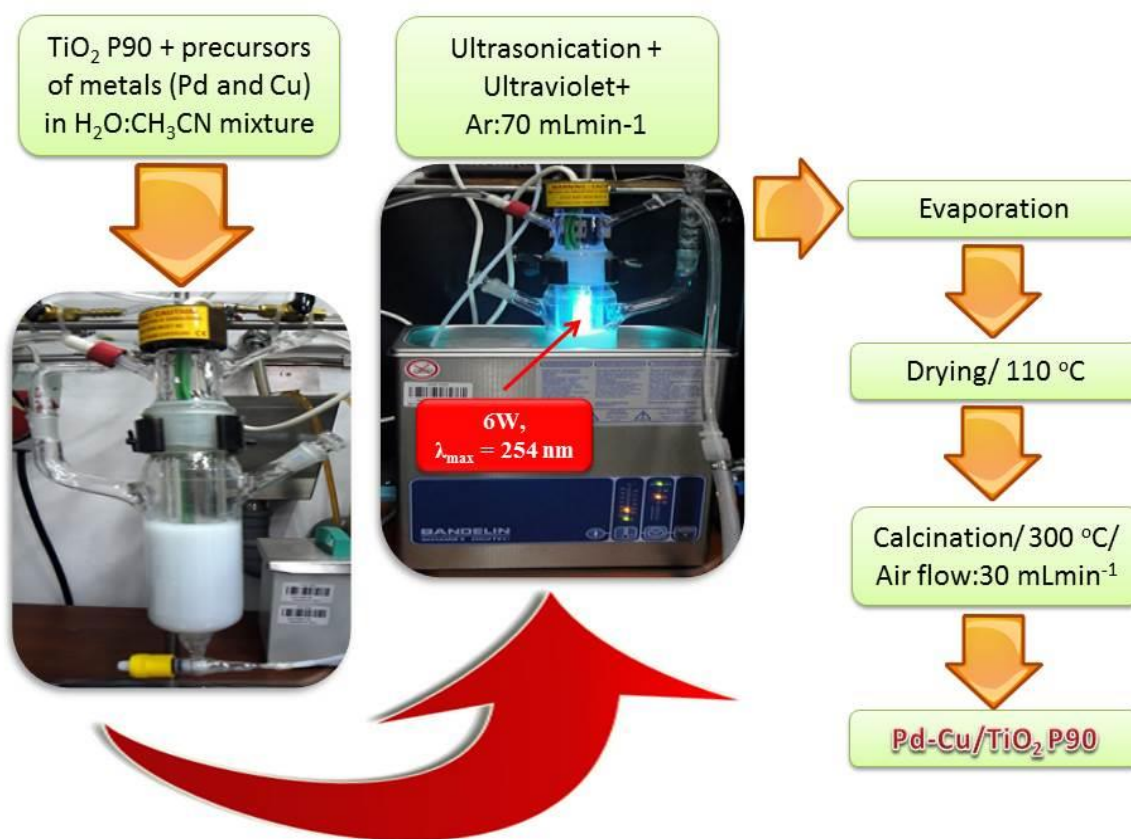 TiO₂ P90 + precursors
of metals (Pd and Cu)
in H₂O:CH₃CN mixture
Ultrasonication +
Ultraviolet+
Ar:70 mLmin-1
6W,
λmax = 254 nm
BANDELIN
Evaporation
Drying/ 110 °C
Calcination/ 300 °C/
Air flow:30 mLmin⁻¹
Pd-Cu/TiO₂ P90